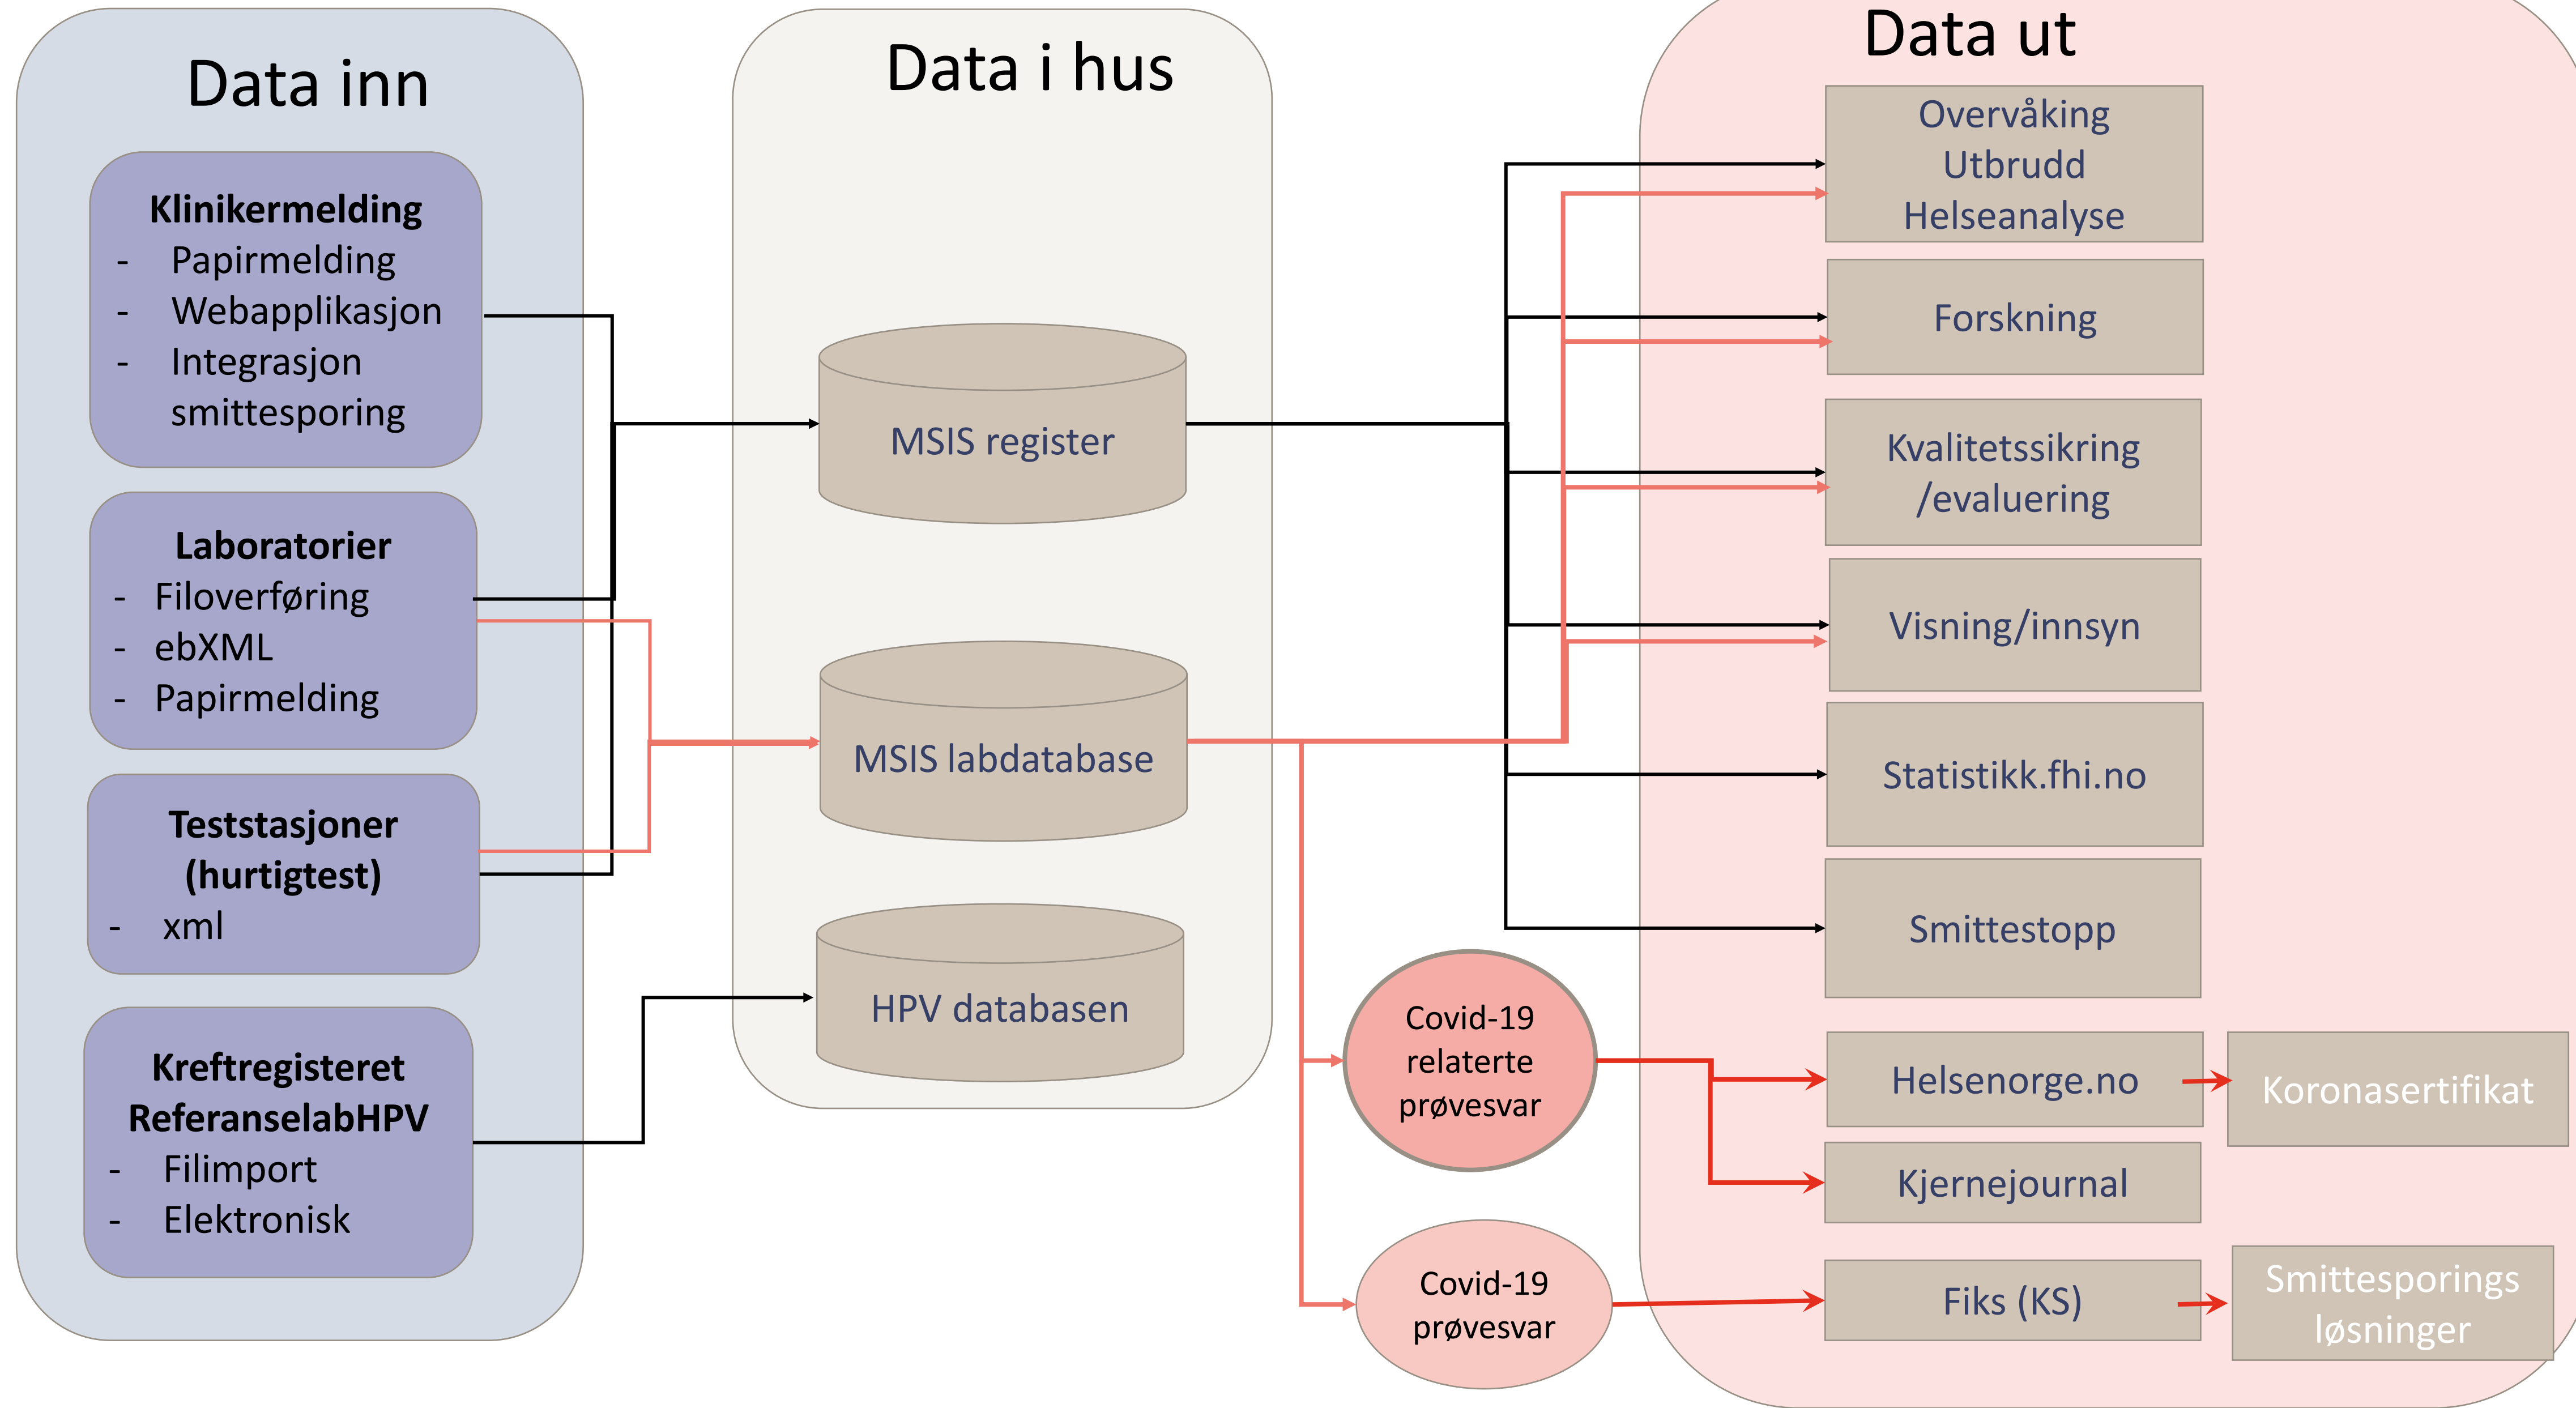 Data inn
Klinikermelding
- Papirmelding
- Webapplikasjon
- Integrasjon
smittesporing
Laboratorier
- Filoverføring
- ebXML
- Papirmelding
Teststasjoner
(hurtigtest)
- xml
Kreftregisteret
ReferanselabHPV
- Filimport
- Elektronisk
Data i hus
MSIS register
MSIS labdatabase
HPV databasen
Covid-19
relaterte
prøvesvar
Covid-19
prøvesvar
Data ut
Overvåking
Utbrudd
Helseanalyse
Forskning
Kvalitetssikring
/evaluering
Visning/innsyn
Statistikk.fhi.no
Smittestopp
Helsenorge.no
Koronasertifikat
Kjernejournal
Fiks (KS)
Smittesporings
løsninger